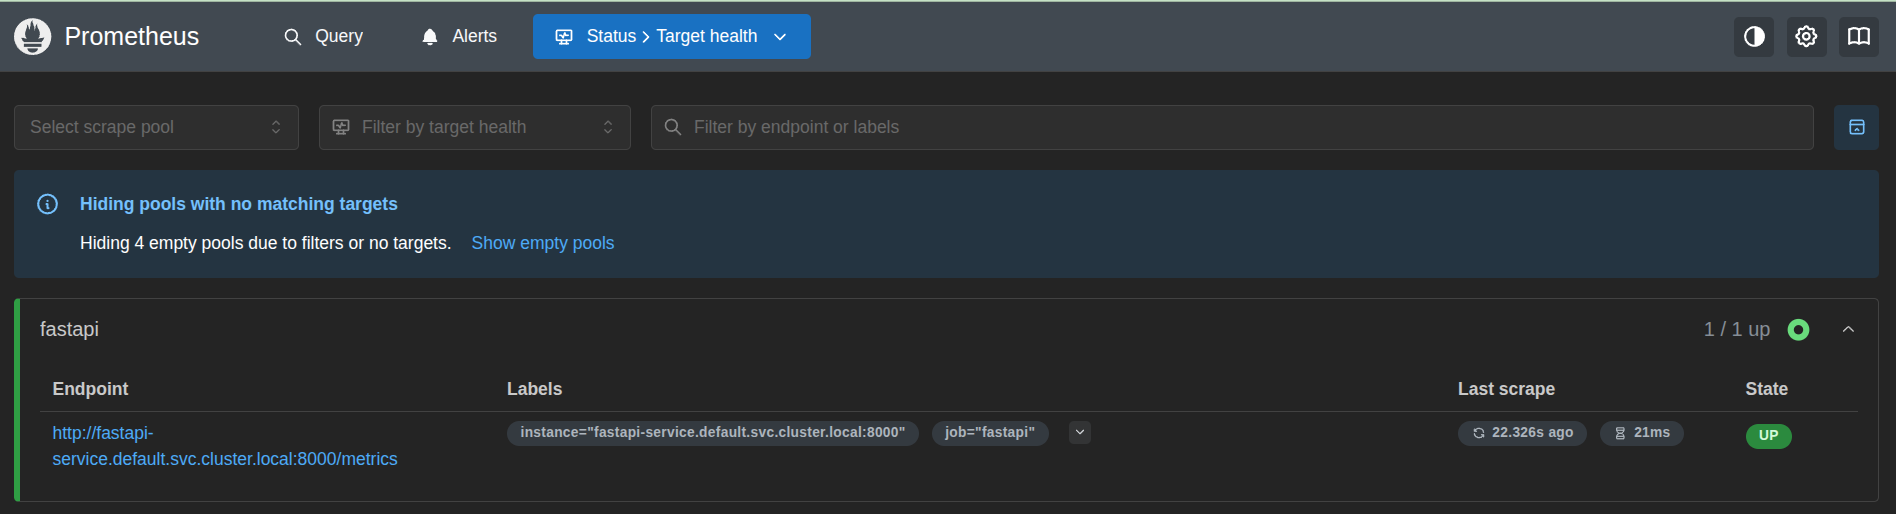 Prometheus
Query
Alerts
Status > Target health
Select scrape pool
Filter by target health
Filter by endpoint or labels
Hiding pools with no matching targets
Hiding 4 empty pools due to filters or no targets. Show empty pools
fastapi
1 / 1 up
Endpoint Labels Last scrape State
http://fastapi-
service.default.svc.cluster.local:8000/metrics
instance="fastapi-service.default.svc.cluster.local:8000" job="fastapi"
22.326s ago 21ms
UP